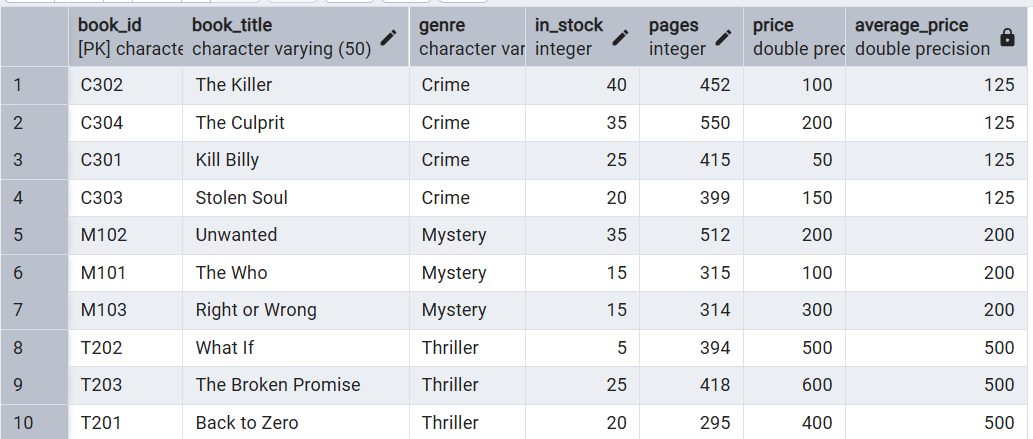 book_id book_title genre in_stock pages price average_price
[PK] characte character varying (50) character var integer integer double prec double precision
1 C302 The Killer Crime 40 452 100 125
2 C304 The Culprit Crime 35 550 200 125
3 C301 Kill Billy Crime 25 415 50 125
4 C303 Stolen Soul Crime 20 399 150 125
5 M102 Unwanted Mystery 35 512 200 200
6 M101 The Who Mystery 15 315 100 200
7 M103 Right or Wrong Mystery 15 314 300 200
8 T202 What If Thriller 5 394 500 500
9 T203 The Broken Promise Thriller 25 418 600 500
10 T201 Back to Zero Thriller 20 295 400 500